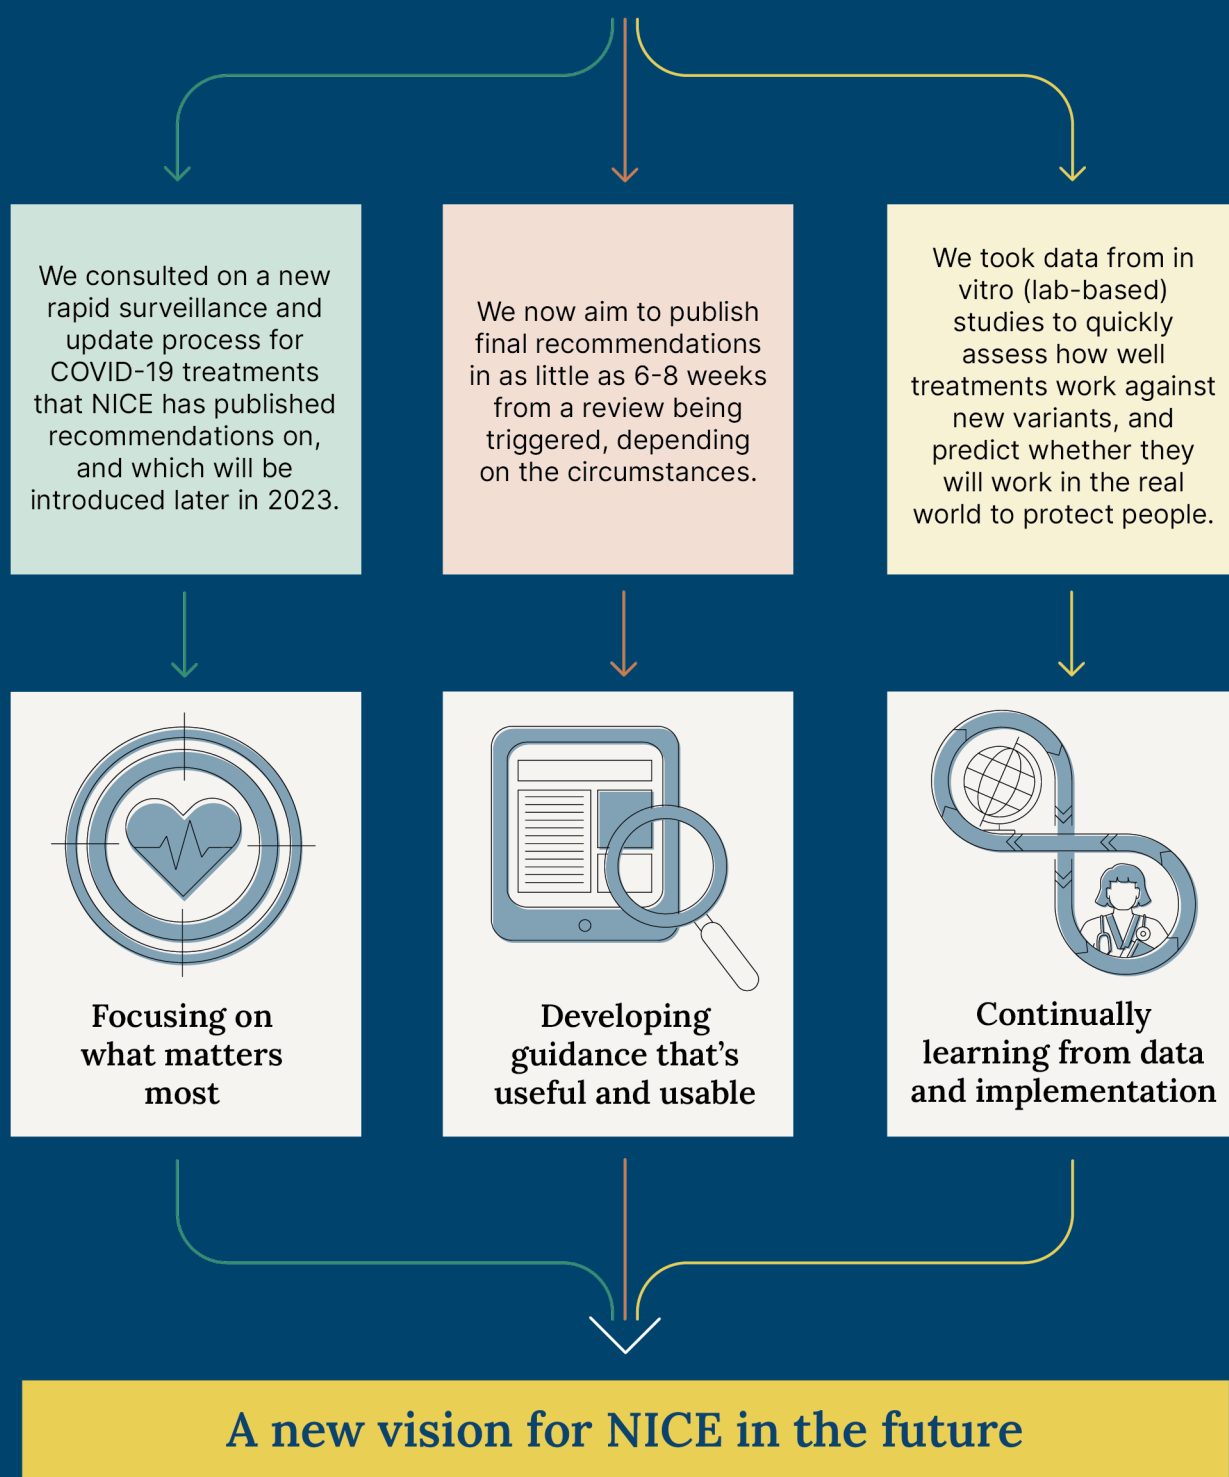 We consulted on a new
rapid surveillance and
update process for
COVID-19 treatments
that NICE has published
recommendations on,
and which will be
introduced later in 2023.
We now aim to publish
final recommendations
in as little as 6-8 weeks
from a review being
triggered, depending
on the circumstances.
We took data from in
vitro (lab-based)
studies to quickly
assess how well
treatments work against
new variants, and
predict whether they
will work in the real
world to protect people.
Focusing on
what matters
most
Developing
guidance that’s
useful and usable
Continually
learning from data
and implementation
A new vision for NICE in the future